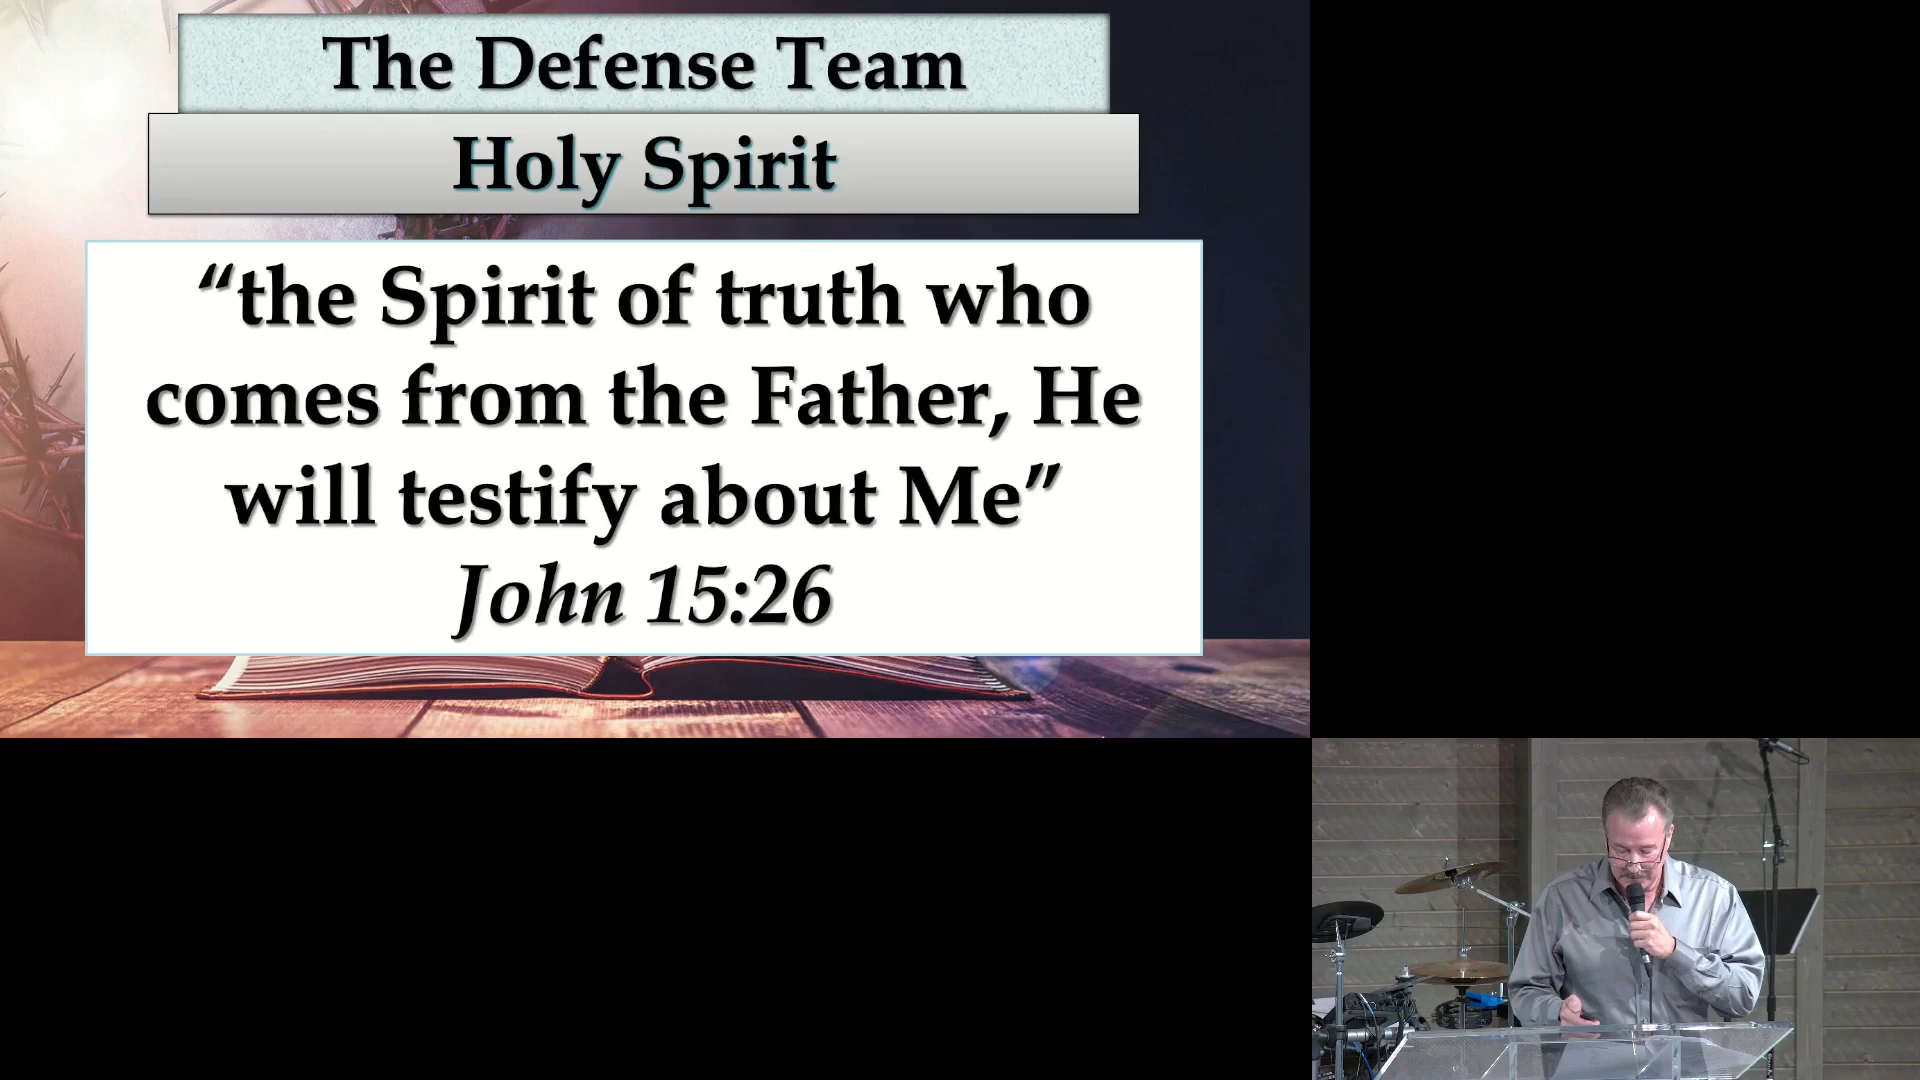 The Defense Team
Holy Spirit
“the Spirit of truth who
comes from the Father, He
will testify about Me”
John 15:26